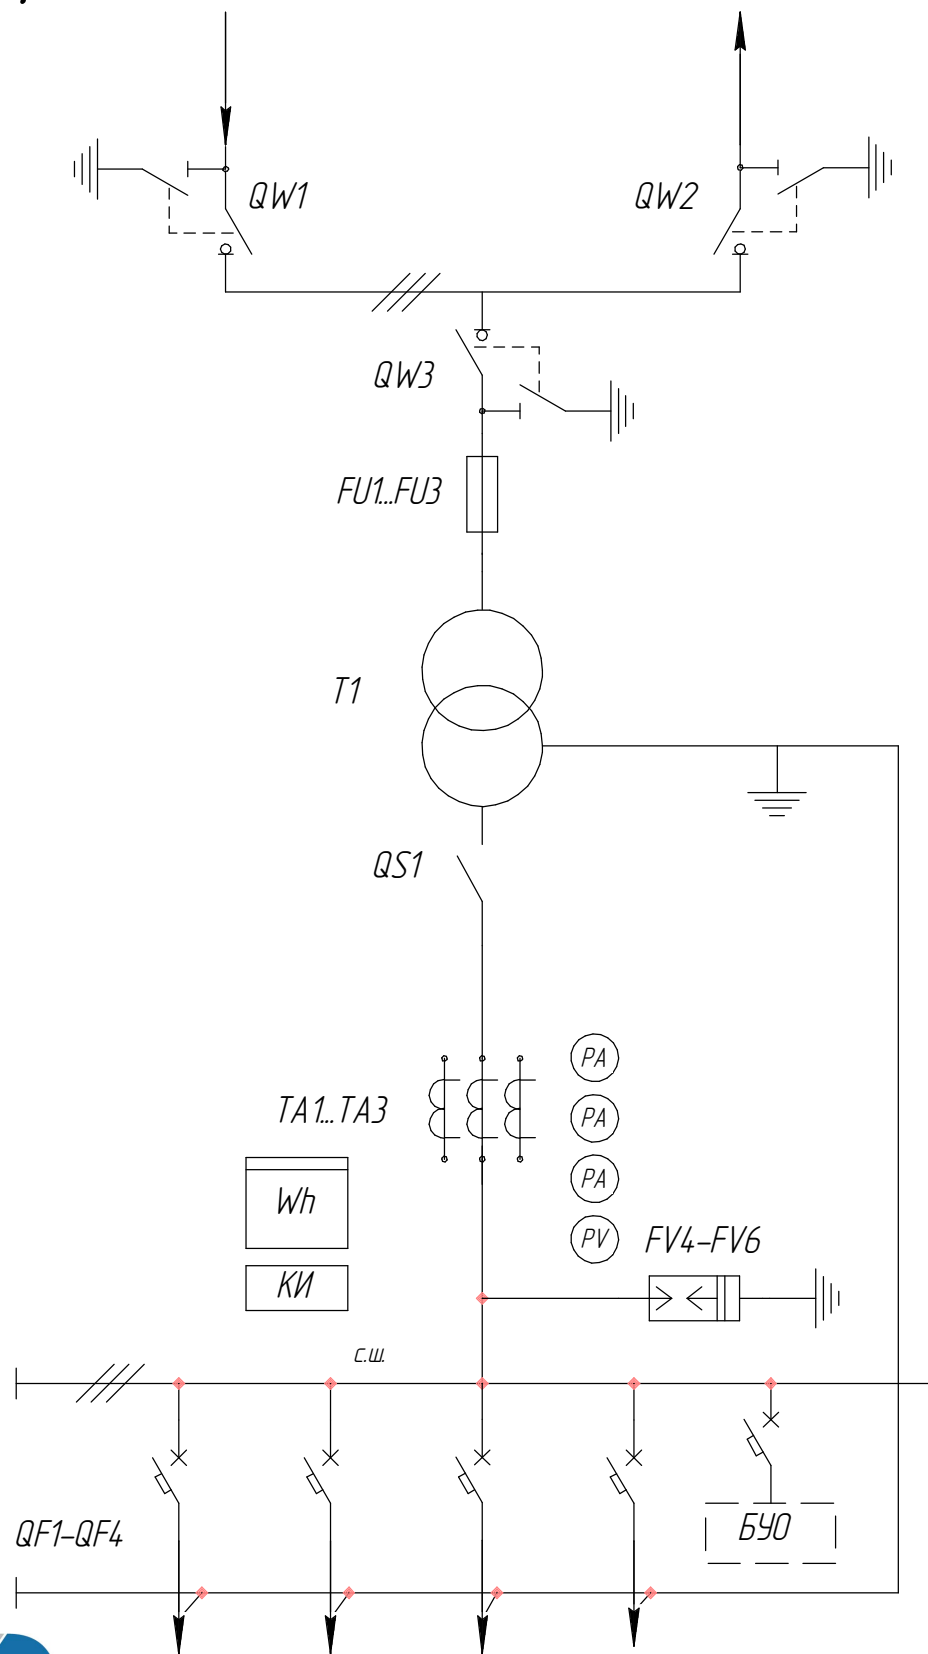 QW1
QW2
QW3
FU1...FU3
T1
QS1
TA1...TA3
PA
PA
PA
PV
Wh
КИ
FV4-FV6
с.ш.
QF1-QF4
БУО